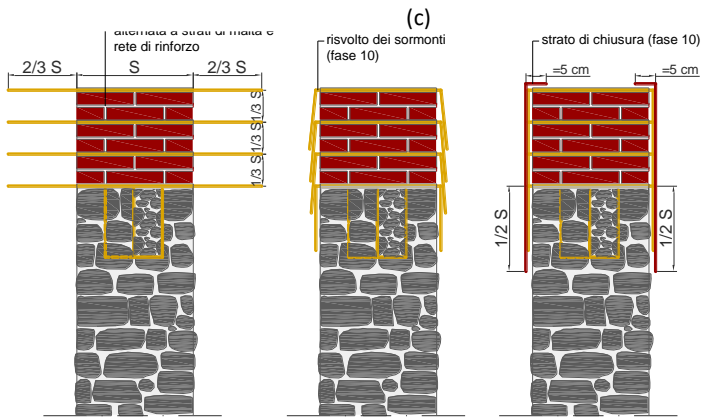 (c)
alternata a strati di malta e
rete di rinforzo
2/3 S
S
2/3 S
1/3 S
1/3 S
1/3 S
risvolto dei sormonti
(fase 10)
strato di chiusura (fase 10)
=5 cm
=5 cm
1/2 S
1/2 S